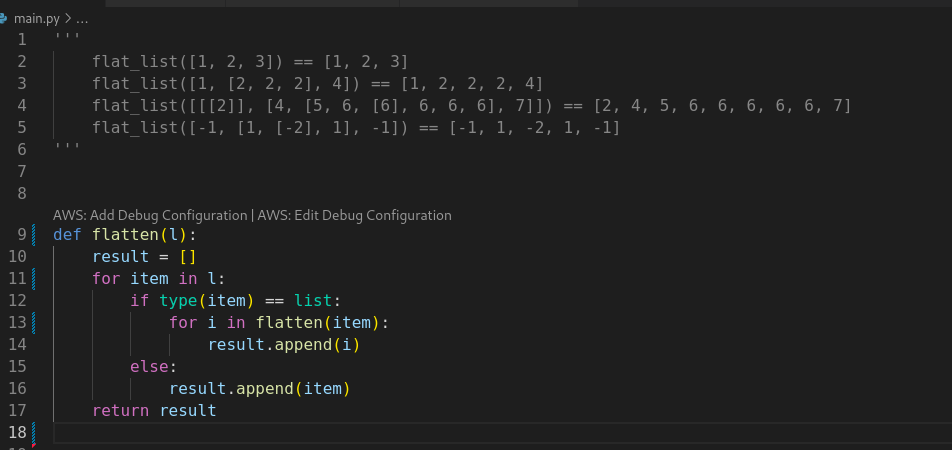 main.py > ...
1 '''
2     flat_list([1, 2, 3]) == [1, 2, 3]
3     flat_list([1, [2, 2, 2], 4]) == [1, 2, 2, 2, 4]
4     flat_list([[[2]], [4, [5, 6, [6], 6, 6, 6], 7]]) == [2, 4, 5, 6, 6, 6, 6, 6, 7]
5     flat_list([-1, [1, [-2], 1], -1]) == [-1, 1, -2, 1, -1]
6 '''
7
8
AWS: Add Debug Configuration | AWS: Edit Debug Configuration
9 def flatten(l):
10     result = []
11     for item in l:
12         if type(item) == list:
13             for i in flatten(item):
14                 result.append(i)
15         else:
16             result.append(item)
17     return result
18